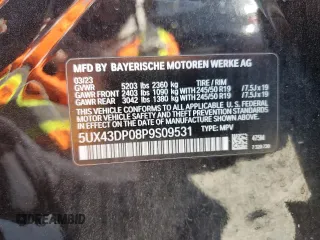 MFD BY BAYERISCHE MOTOREN WERKE AG
03/23
GVWR 5203 lbs 2360 kg TIRE / RIM
GAWR FRONT 2403 lbs 1090 kg WITH 245/50 R19 / 7.5J x 19
GAWR REAR 3042 lbs 1380 kg WITH 245/50 R19 / 7.5J x 19
THIS VEHICLE CONFORMS TO ALL APPLICABLE U.S. FEDERAL
MOTOR VEHICLE SAFETY, BUMPER, AND THEFT
PREVENTION STANDARDS IN EFFECT ON THE DATE OF
MANUFACTURE SHOWN ABOVE.
5UX43DP08P9S09531 TYPE: MPV
DREAMBID